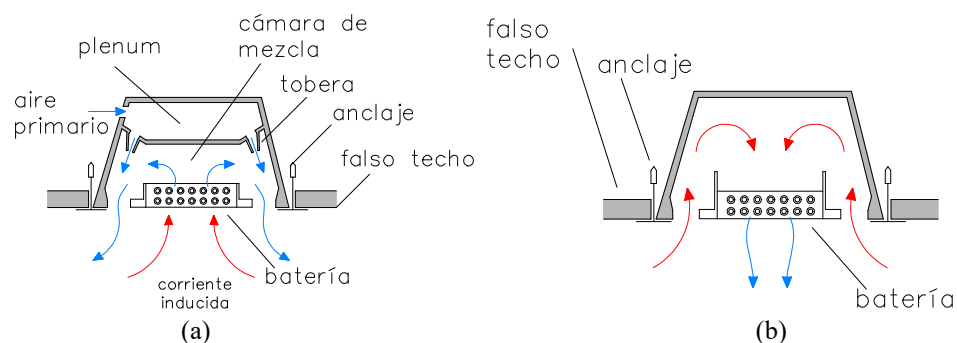 cámara de
mezcla
plenum
tobera
aire
primario
anclaje
falso techo
batería
corriente
inducida
(a)
falso
techo
anclaje
batería
(b)